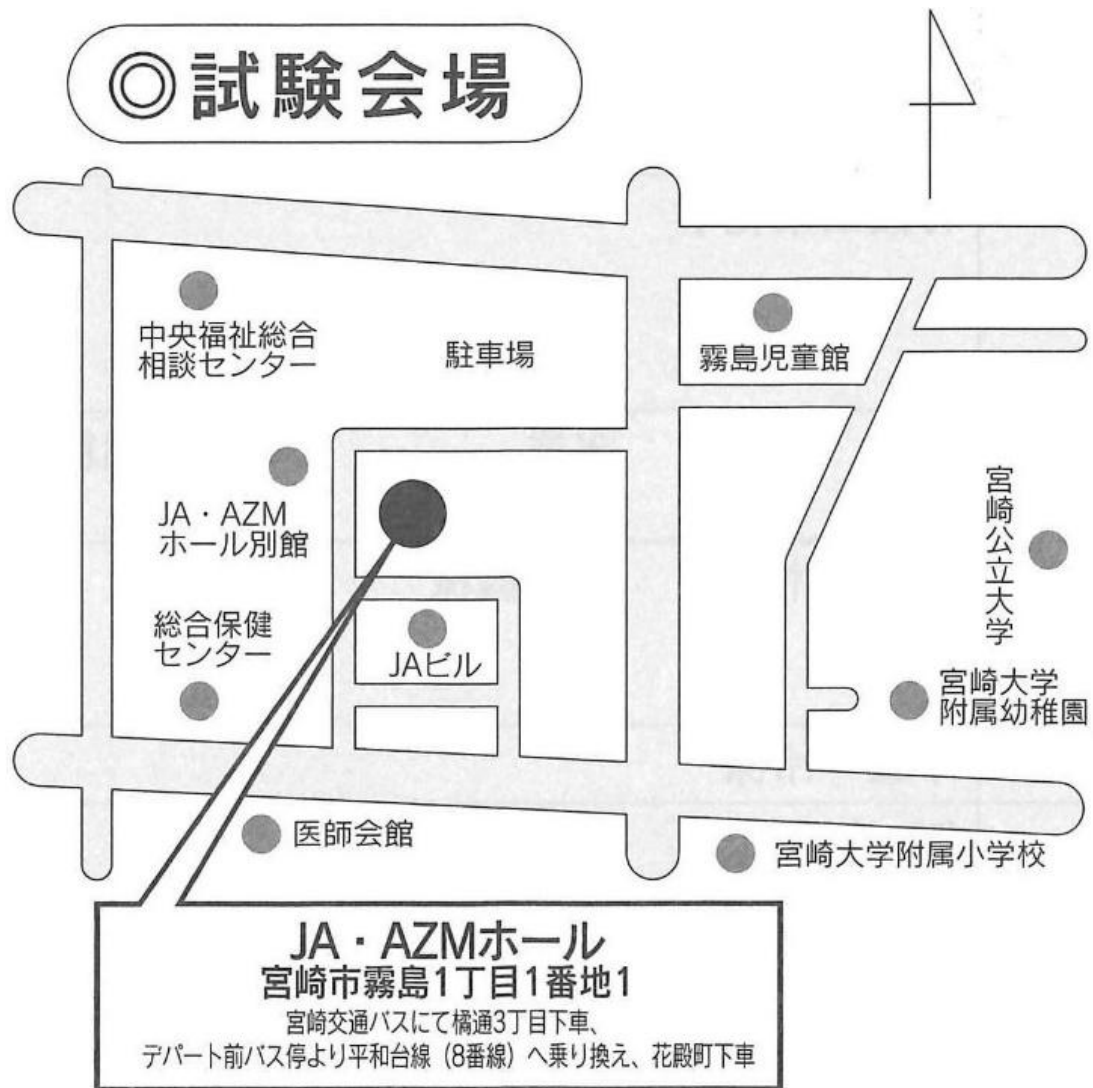 ◎試験会場
中央福祉総合
相談センター
駐車場
霧島児童館
JA・AZM
ホール別館
宮崎公立大学
総合保健
センター
JAビル
宮崎大学
附属幼稚園
医師会館
宮崎大学附属小学校
JA・AZMホール
宮崎市霧島1丁目1番地1
宮崎交通バスにて橘通3丁目下車、
デパート前バス停より平和台線（8番線）へ乗り換え、花殿町下車